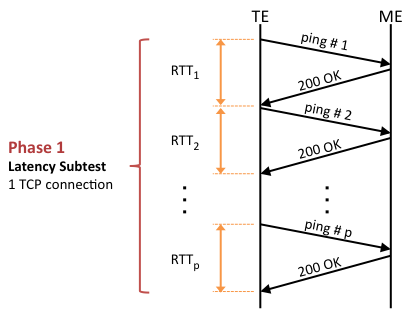 TE
ME
ping # 1
RTT1
200 OK
ping # 2
RTT2
200 OK
Phase 1
Latency Subtest
1 TCP connection
ping # p
RTTp
200 OK